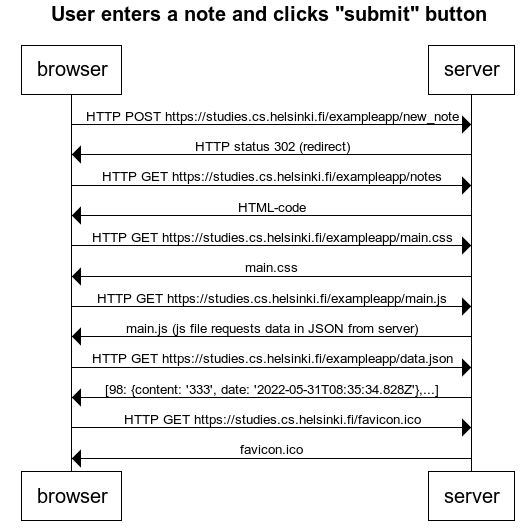 User enters a note and clicks "submit" button
browser server
HTTP POST https://studies.cs.helsinki.fi/exampleapp/new_note
HTTP status 302 (redirect)
HTTP GET https://studies.cs.helsinki.fi/exampleapp/notes
HTML-code
HTTP GET https://studies.cs.helsinki.fi/exampleapp/main.css
main.css
HTTP GET https://studies.cs.helsinki.fi/exampleapp/main.js
main.js (js file requests data in JSON from server)
HTTP GET https://studies.cs.helsinki.fi/exampleapp/data.json
[98: {content: '333', date: '2022-05-31T08:35:34.828Z'},...]
HTTP GET https://studies.cs.helsinki.fi/favicon.ico
favicon.ico
browser server